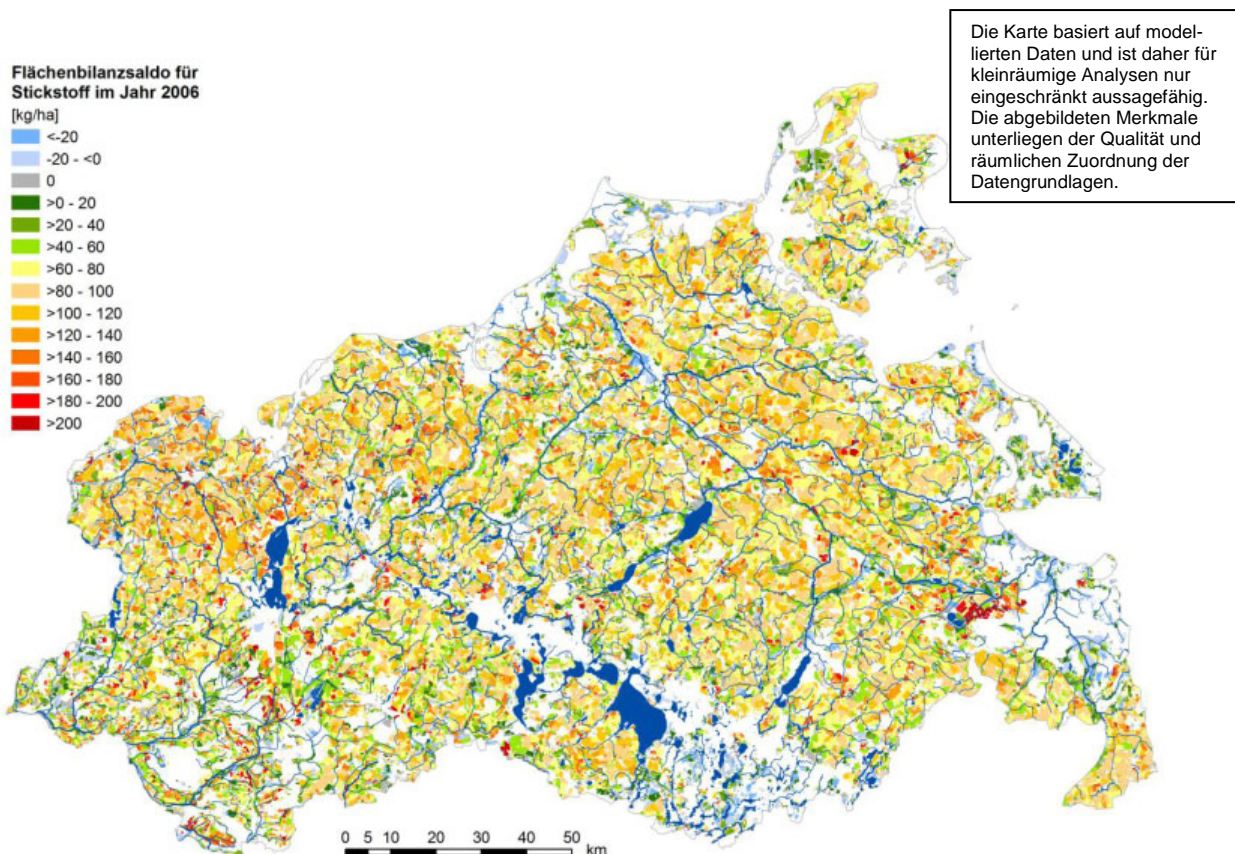 Die Karte basiert auf model-
lierten Daten und ist daher für
kleinräumige Analysen nur
eingeschränkt aussagefähig.
Die abgebildeten Merkmale
unterliegen der Qualität und
räumlichen Zuordnung der
Datengrundlagen.
Flächenbilanzsaldo für
Stickstoff im Jahr 2006
[kg/ha]
<-20
-20 - <0
0
>0 - 20
>20 - 40
>40 - 60
>60 - 80
>80 - 100
>100 - 120
>120 - 140
>140 - 160
>160 - 180
>180 - 200
>200
0 5 10 20 30 40 50
km